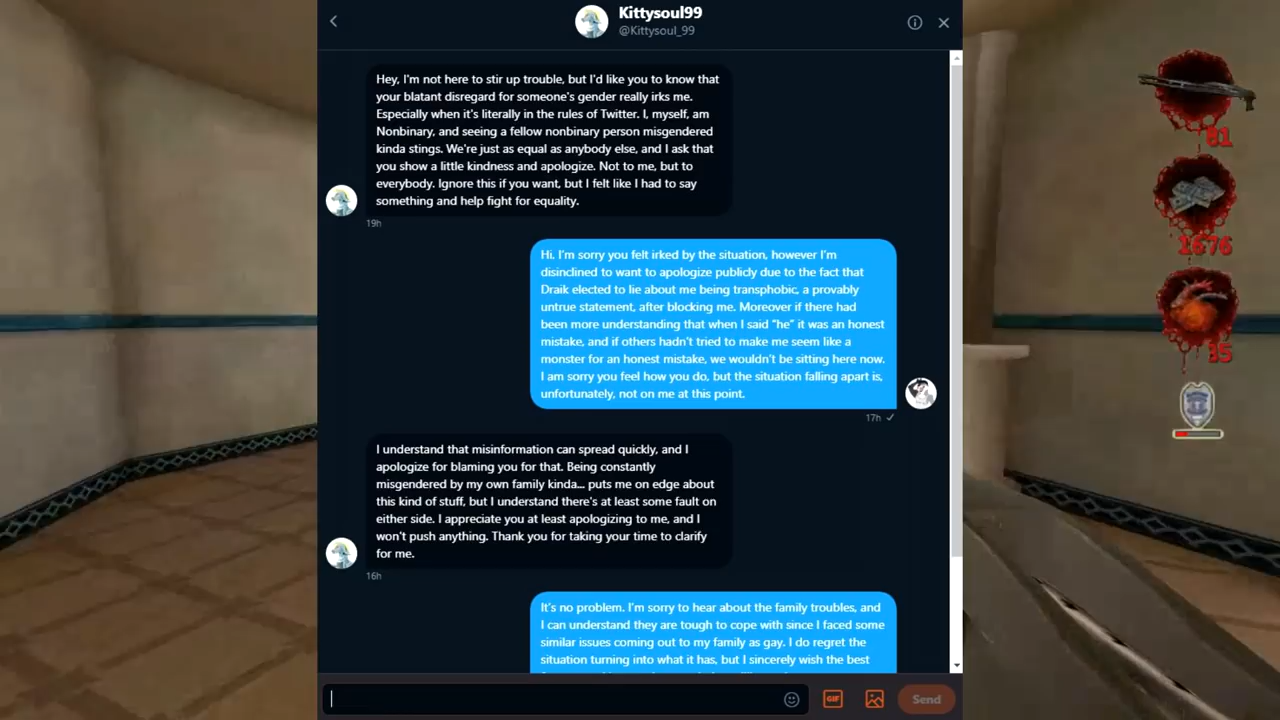 Kittysoul99
@Kittysoul_99
Hey, I'm not here to stir up trouble, but I'd like you to know that
your blatant disregard for someone's gender really irks me.
Especially when it's literally in the rules of Twitter. I, myself, am
Nonbinary, and seeing a fellow nonbinary person misgendered
kinda stings. We're just as equal as anybody else, and I ask that
you show a little kindness and apologize. Not to me, but to
everybody. Ignore this if you want, but I felt like I had to say
something and help fight for equality.
19h
Hi. I'm sorry you felt irked by the situation, however I'm
disinclined to want to apologize publicly due to the fact that
Draik elected to lie about me being transphobic, a provably
untrue statement, after blocking me. Moreover if there had
been more understanding that when I said "he" it was an honest
mistake, and if others hadn't tried to make me seem like a
monster for an honest mistake, we wouldn't be sitting here now.
I am sorry you feel how you do, but the situation falling apart is,
unfortunately, not on me at this point.
17h
I understand that misinformation can spread quickly, and I
apologize for blaming you for that. Being constantly
misgendered by my own family kinda... puts me on edge about
this kind of stuff, but I understand there's at least some fault on
either side. I appreciate you at least apologizing to me, and I
won't push anything. Thank you for taking your time to clarify
for me.
16h
It's no problem. I'm sorry to hear about the family troubles, and
I can understand they are tough to cope with since I faced some
similar issues coming out to my family as gay. I do regret the
situation turning into what it has, but I sincerely wish the best
GIF
Send
81
1676
35